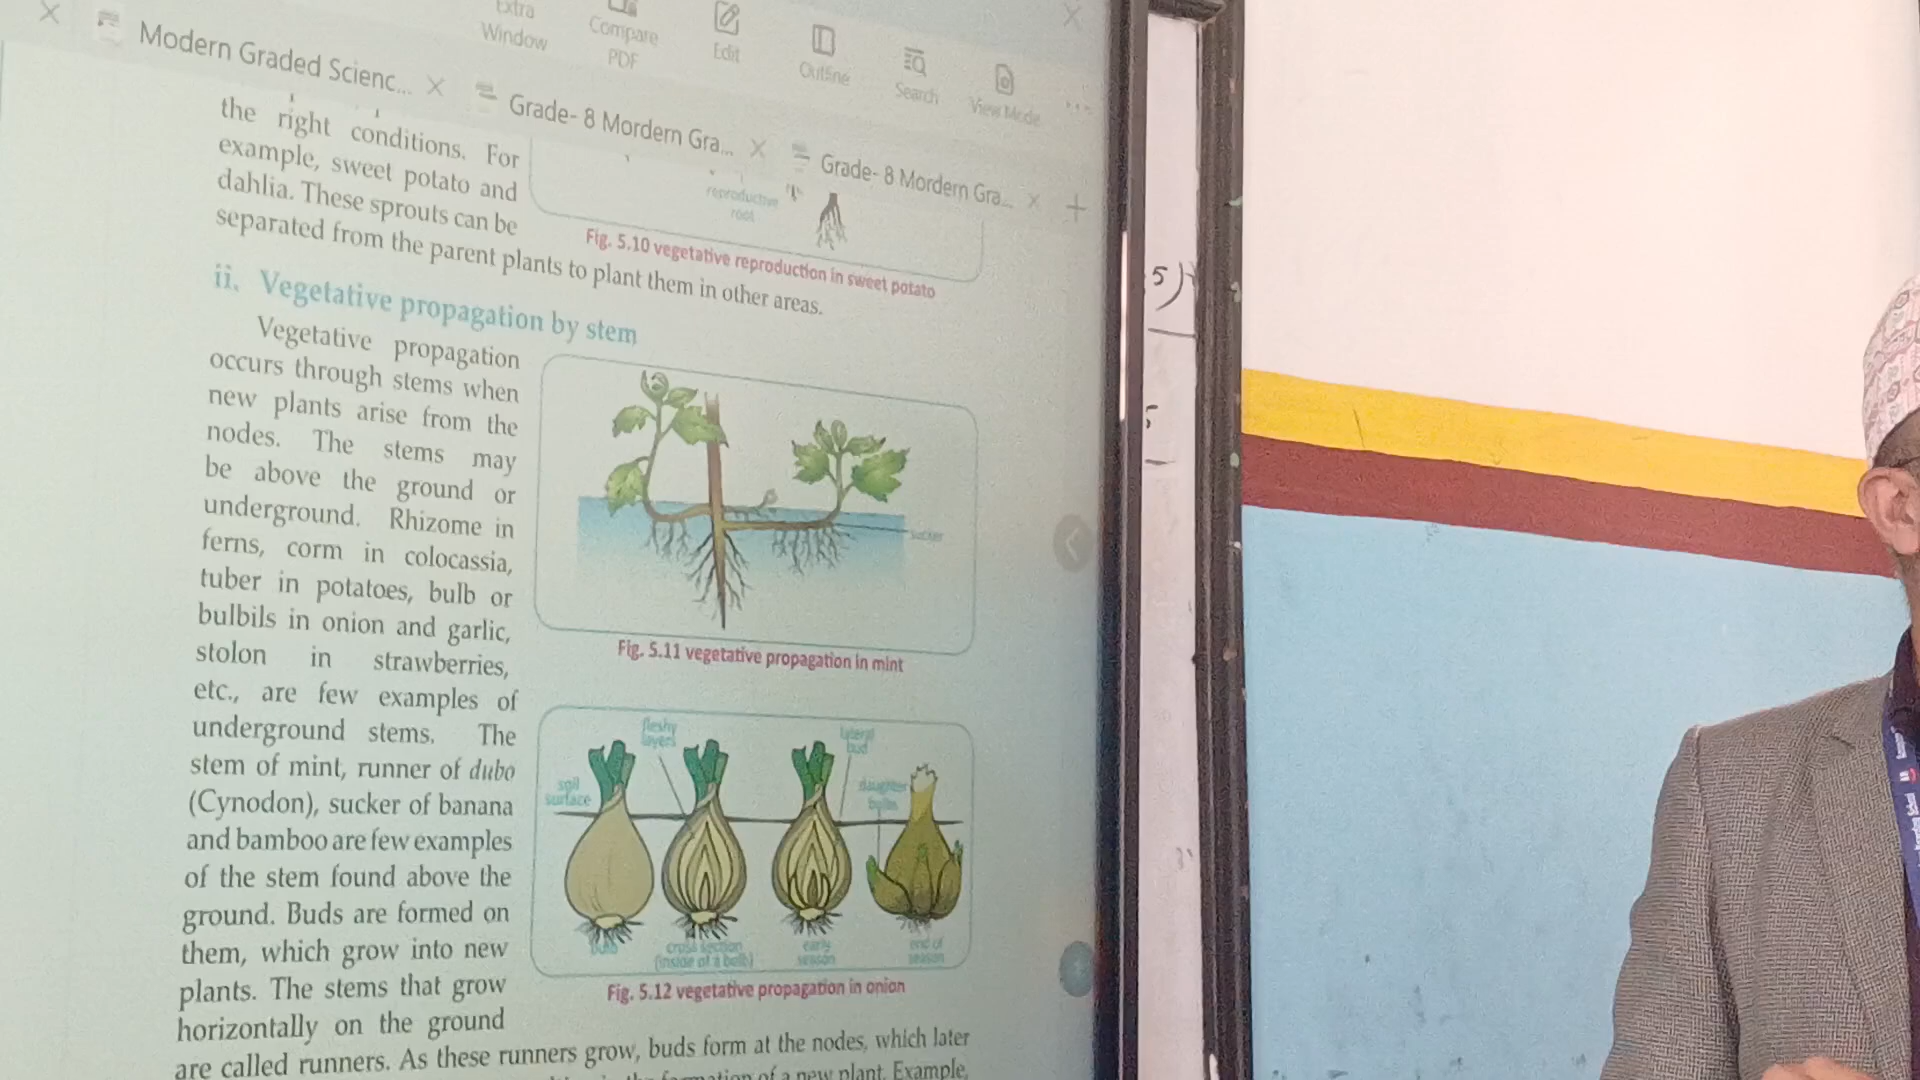 Extra
Window
Compare
PDF
Edit
Outline
Search
View Mode
Modern Graded Scienc...
Grade- 8 Mordern Gra...
Grade- 8 Mordern Gra...
the right conditions. For
example, sweet potato and
dahlia. These sprouts can be
separated from the parent plants to plant them in other areas.
reproductive
root
Fig. 5.10 vegetative reproduction in sweet potato
ii. Vegetative propagation by stem
Vegetative propagation
occurs through stems when
new plants arise from the
nodes. The stems may
be above the ground or
underground. Rhizome in
ferns, corm in colocassia,
tuber in potatoes, bulb or
bulbils in onion and garlic,
stolon in strawberries,
etc., are few examples of
underground stems. The
stem of mint, runner of dubo
(Cynodon), sucker of banana
and bamboo are few examples
of the stem found above the
ground. Buds are formed on
them, which grow into new
plants. The stems that grow
horizontally on the ground
are called runners. As these runners grow, buds form at the nodes, which later
formation of a new plant. Example,
sucker
Fig. 5.11 vegetative propagation in mint
soil
surface
fleshy
layers
lateral
bud
daughter
bulbs
bulb
cross section
(inside of a bulb)
early
season
end of
season
Fig. 5.12 vegetative propagation in onion
5)
5